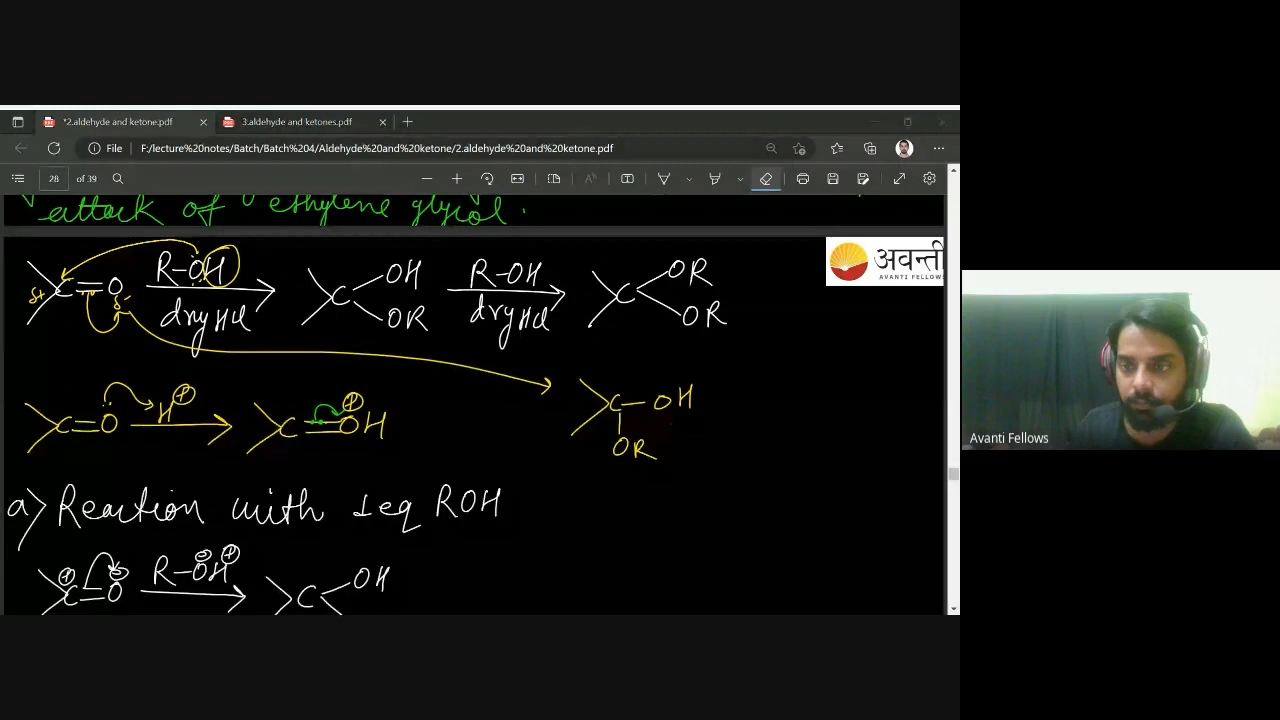 *2.aldehyde and ketone.pdf
3.aldehyde and ketones.pdf
File F:/lecture%20notes/Batch/Batch%204/Aldehyde%20and%20ketone/2.aldehyde%20and%20ketone.pdf
28 of 39
attack of ethylene glycol.
अवन्ती
AVANTI FELLOWS
C=O R-OH dry HCl C OH OR R-OH dry HCl C OR OR
δ+ δ-
C=O H+ C=OH+ C-OH OR
a) Reaction with 1eq ROH
C=O R-OH C OH
Avanti Fellows